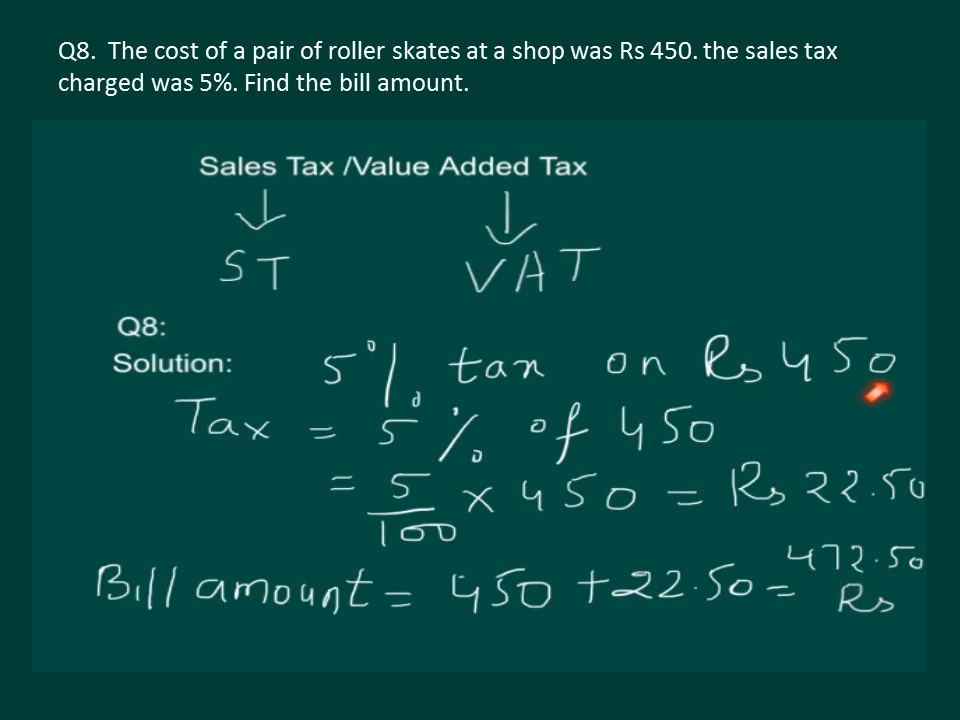 Q8. The cost of a pair of roller skates at a shop was Rs 450. the sales tax
charged was 5%. Find the bill amount.
Sales Tax /Value Added Tax
ST VAT
Q8:
Solution: 5% tax on Rs 450
Tax = 5% of 450
= 5/100 x 450 = Rs 22.50
Bill amount = 450 + 22.50 = Rs 472.50